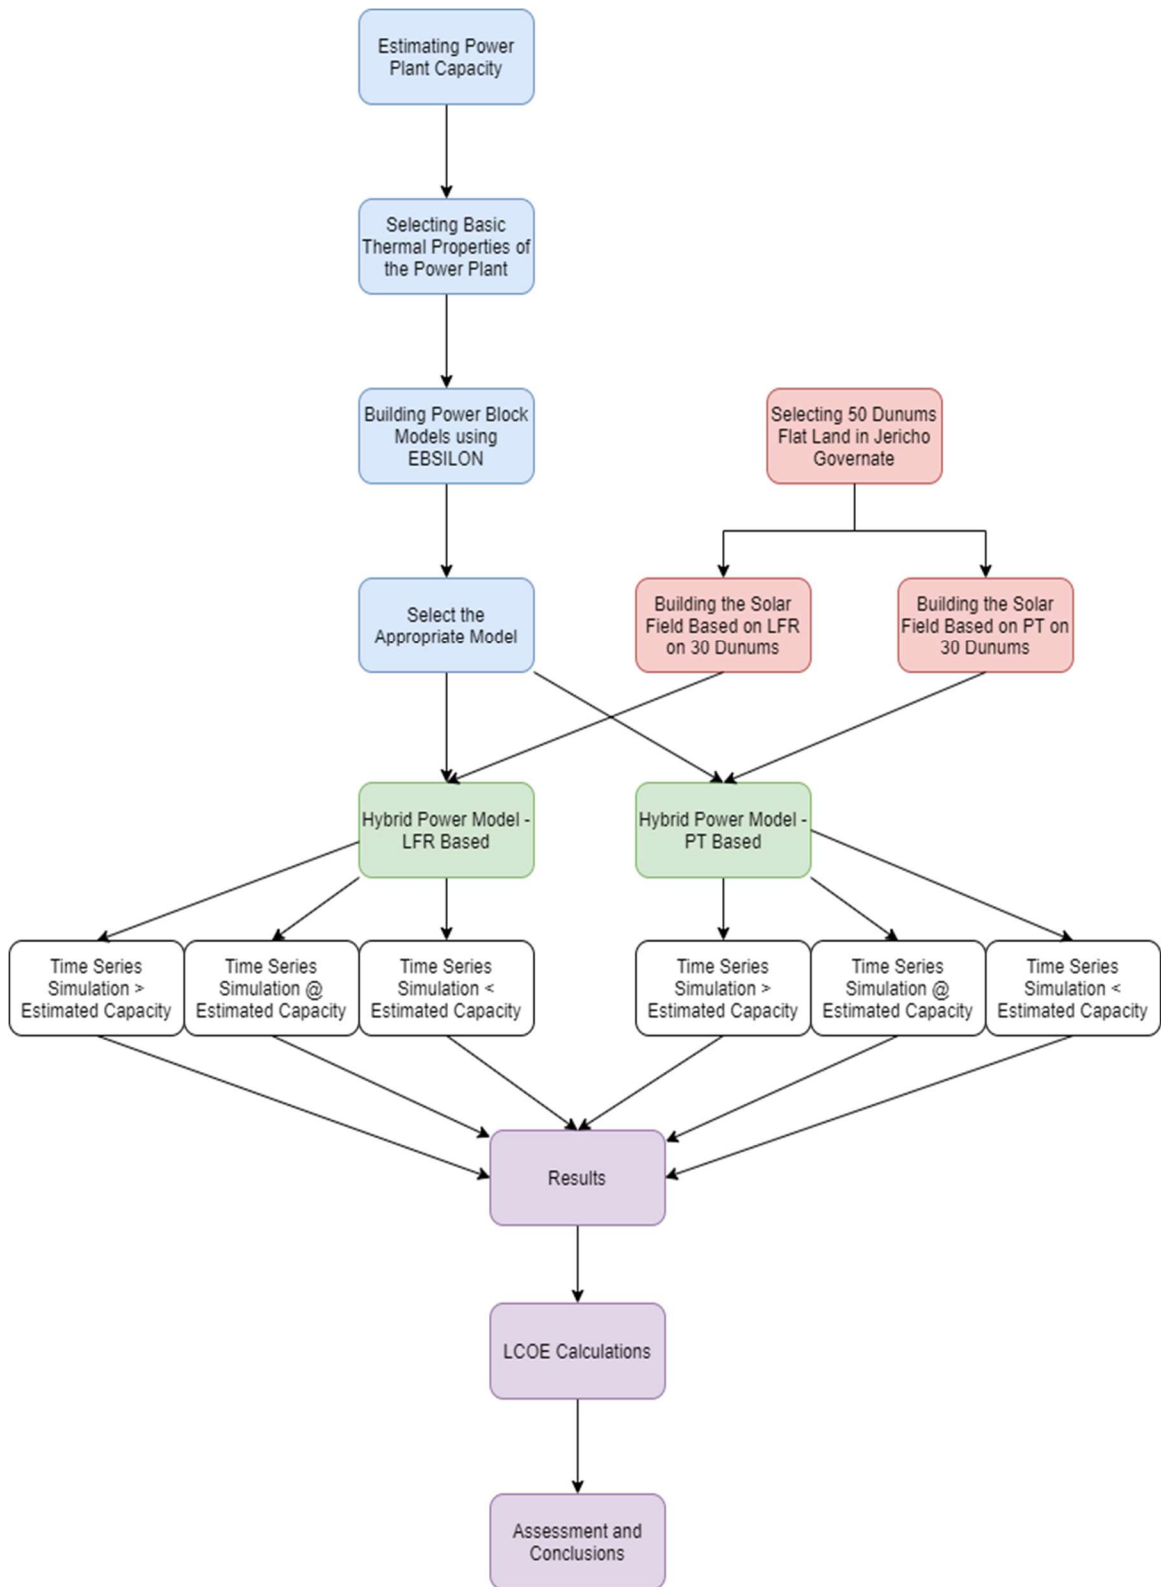 Estimating Power
Plant Capacity
Selecting Basic
Thermal Properties of
the Power Plant
Building Power Block
Models using
EBSILON
Selecting 50 Dunums
Flat Land in Jericho
Governate
Select the
Appropriate Model
Building the Solar
Field Based on LFR
on 30 Dunums
Building the Solar
Field Based on PT on
30 Dunums
Hybrid Power Model -
LFR Based
Hybrid Power Model -
PT Based
Time Series
Simulation >
Estimated Capacity
Time Series
Simulation @
Estimated Capacity
Time Series
Simulation <
Estimated Capacity
Time Series
Simulation >
Estimated Capacity
Time Series
Simulation @
Estimated Capacity
Time Series
Simulation <
Estimated Capacity
Results
LCOE Calculations
Assessment and
Conclusions